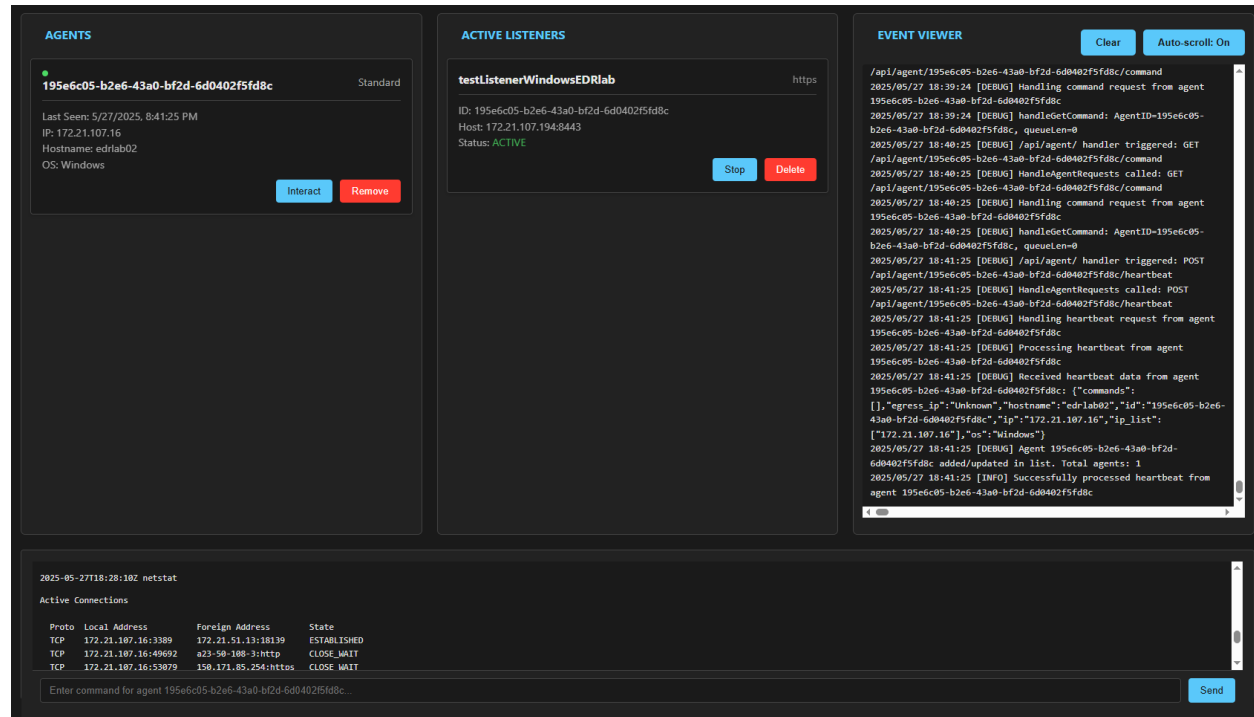 AGENTS
195e6c05-b2e6-43a0-bf2d-6d0402f5fd8c
Standard
Last Seen: 5/27/2025, 8:41:25 PM
IP: 172.21.107.16
Hostname: edrlab02
OS: Windows
Interact
Remove
ACTIVE LISTENERS
testListenerWindowsEDRlab
https
ID: 195e6c05-b2e6-43a0-bf2d-6d0402f5fd8c
Host: 172.21.107.194:8443
Status: ACTIVE
Stop
Delete
EVENT VIEWER
Clear
Auto-scroll: On
/api/agent/195e6c05-b2e6-43a0-bf2d-6d0402f5fd8c/command
2025/05/27 18:39:24 [DEBUG] Handling command request from agent
195e6c05-b2e6-43a0-bf2d-6d0402f5fd8c
2025/05/27 18:39:24 [DEBUG] handleGetCommand: AgentID=195e6c05-
b2e6-43a0-bf2d-6d0402f5fd8c, queueLen=0
2025/05/27 18:40:25 [DEBUG] /api/agent/ handler triggered: GET
/api/agent/195e6c05-b2e6-43a0-bf2d-6d0402f5fd8c/command
2025/05/27 18:40:25 [DEBUG] HandleAgentRequests called: GET
/api/agent/195e6c05-b2e6-43a0-bf2d-6d0402f5fd8c/command
2025/05/27 18:40:25 [DEBUG] Handling command request from agent
195e6c05-b2e6-43a0-bf2d-6d0402f5fd8c
2025/05/27 18:40:25 [DEBUG] handleGetCommand: AgentID=195e6c05-
b2e6-43a0-bf2d-6d0402f5fd8c, queueLen=0
2025/05/27 18:41:25 [DEBUG] /api/agent/ handler triggered: POST
/api/agent/195e6c05-b2e6-43a0-bf2d-6d0402f5fd8c/heartbeat
2025/05/27 18:41:25 [DEBUG] HandleAgentRequests called: POST
/api/agent/195e6c05-b2e6-43a0-bf2d-6d0402f5fd8c/heartbeat
2025/05/27 18:41:25 [DEBUG] Handling heartbeat request from agent
195e6c05-b2e6-43a0-bf2d-6d0402f5fd8c
2025/05/27 18:41:25 [DEBUG] Processing heartbeat from agent
195e6c05-b2e6-43a0-bf2d-6d0402f5fd8c
2025/05/27 18:41:25 [DEBUG] Received heartbeat data from agent
195e6c05-b2e6-43a0-bf2d-6d0402f5fd8c: {"commands":
[],"egress_ip":"Unknown","hostname":"edrlab02","id":"195e6c05-b2e6-
43a0-bf2d-6d0402f5fd8c","ip":"172.21.107.16","ip_list":
["172.21.107.16"],"os":"Windows"}
2025/05/27 18:41:25 [DEBUG] Agent 195e6c05-b2e6-43a0-bf2d-
6d0402f5fd8c added/updated in list. Total agents: 1
2025/05/27 18:41:25 [INFO] Successfully processed heartbeat from
agent 195e6c05-b2e6-43a0-bf2d-6d0402f5fd8c
2025-05-27T18:28:10Z netstat
Active Connections
Proto Local Address Foreign Address State
TCP 172.21.107.16:3389 172.21.51.13:18139 ESTABLISHED
TCP 172.21.107.16:49692 a23-50-108-3:http CLOSE_WAIT
TCP 172.21.107.16:53079 150.171.85.254:https CLOSE_WAIT
Enter command for agent 195e6c05-b2e6-43a0-bf2d-6d0402f5fd8c...
Send